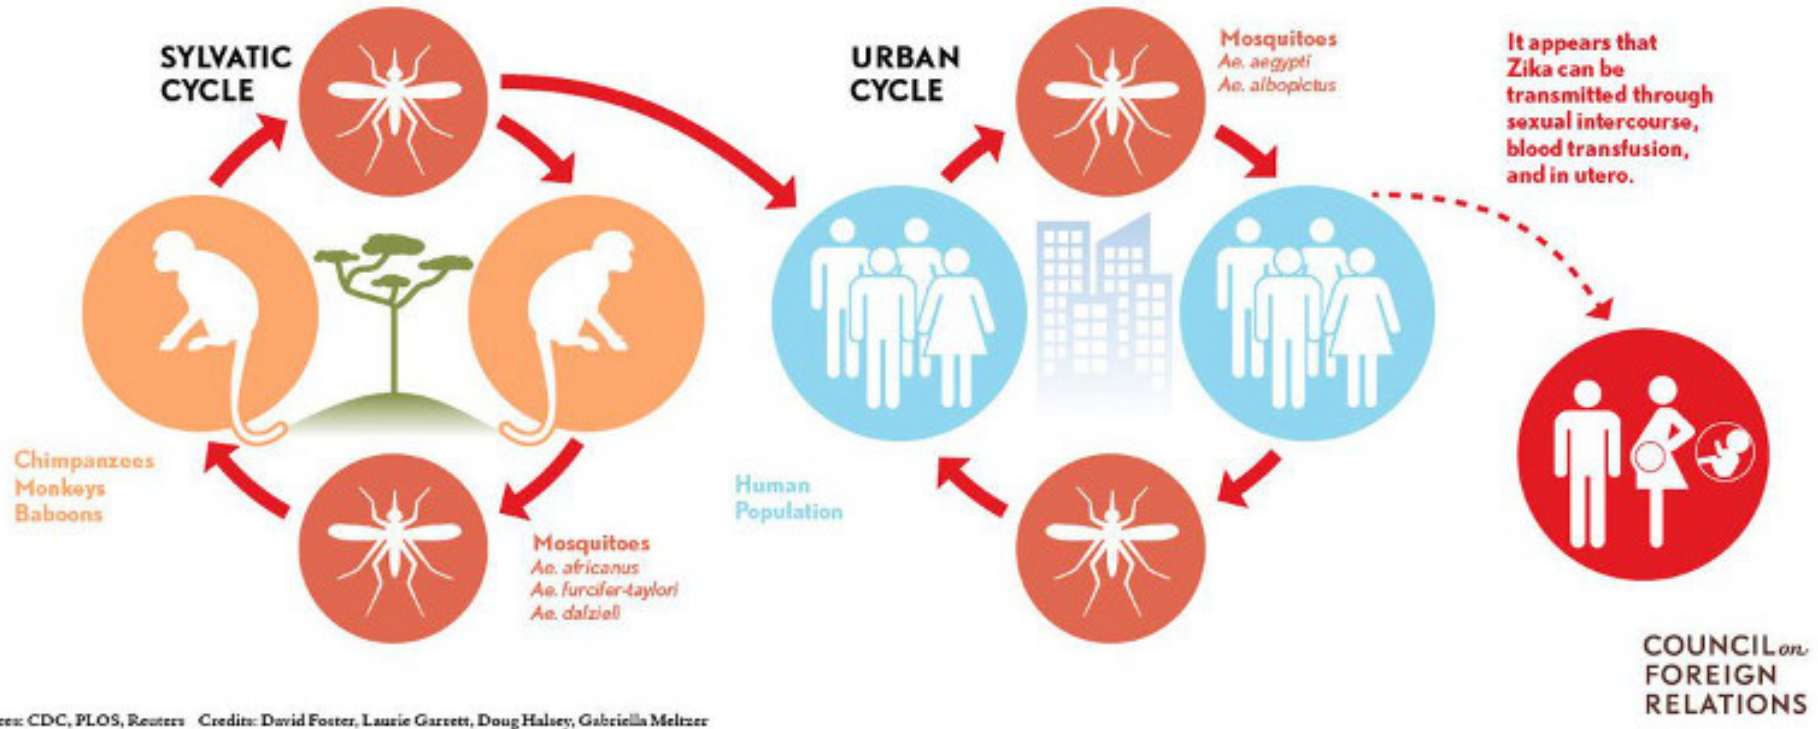 SYLVATIC
CYCLE
URBAN
CYCLE
Mosquitoes
Ae. aegypti
Ae. albopictus
It appears that
Zika can be
transmitted through
sexual intercourse,
blood transfusion,
and in utero.
Chimpanzees
Monkeys
Baboons
Mosquitoes
Ae. africanus
Ae. furcifer-taylori
Ae. dalzieli
Human
Population
COUNCIL on
FOREIGN
RELATIONS
ces: CDC, PLOS, Reuters Credits: David Foster, Laurie Garrett, Doug Halsey, Gabriella Meltzer